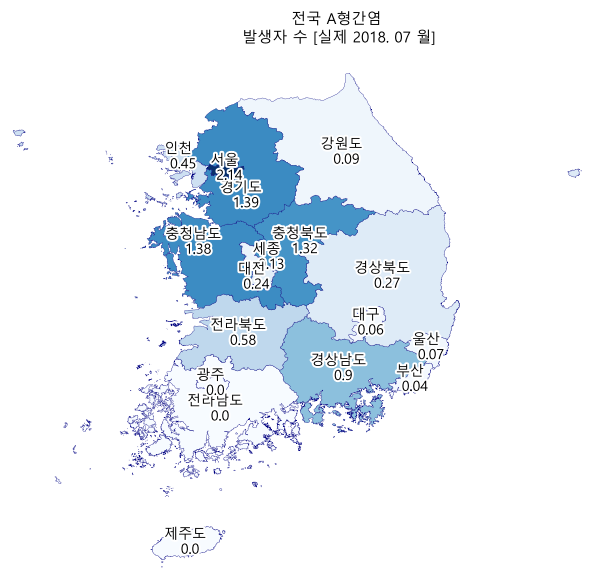 전국 A형간염
발생자 수 [실제 2018. 07 월]
강원도
0.09
인천
0.45
서울
2.14
경기도
1.39
충청남도
1.38
충청북도
1.32
세종
대전
0.24
경상북도
0.27
대구
0.06
전라북도
0.58
울산
0.07
경상남도
0.9
부산
0.04
광주
0.0
전라남도
0.0
제주도
0.0